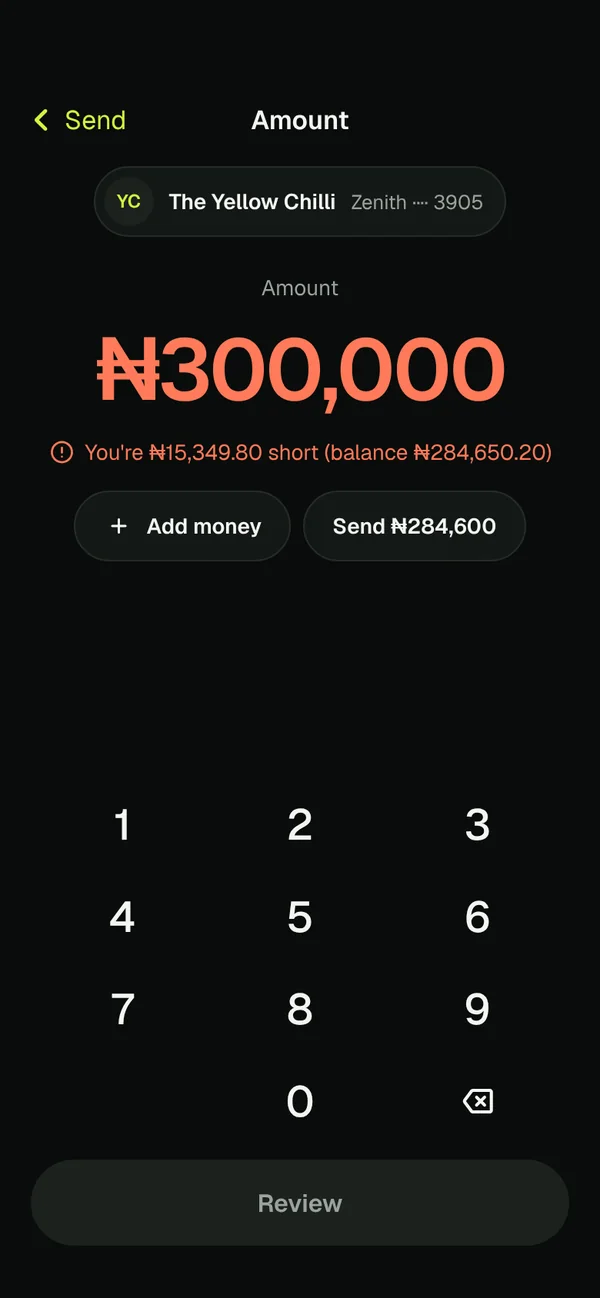 Send
Amount
YC The Yellow Chilli Zenith ···· 3905
Amount
₦300,000
You're ₦15,349.80 short (balance ₦284,650.20)
+ Add money
Send ₦284,600
1 2 3
4 5 6
7 8 9
0
Review